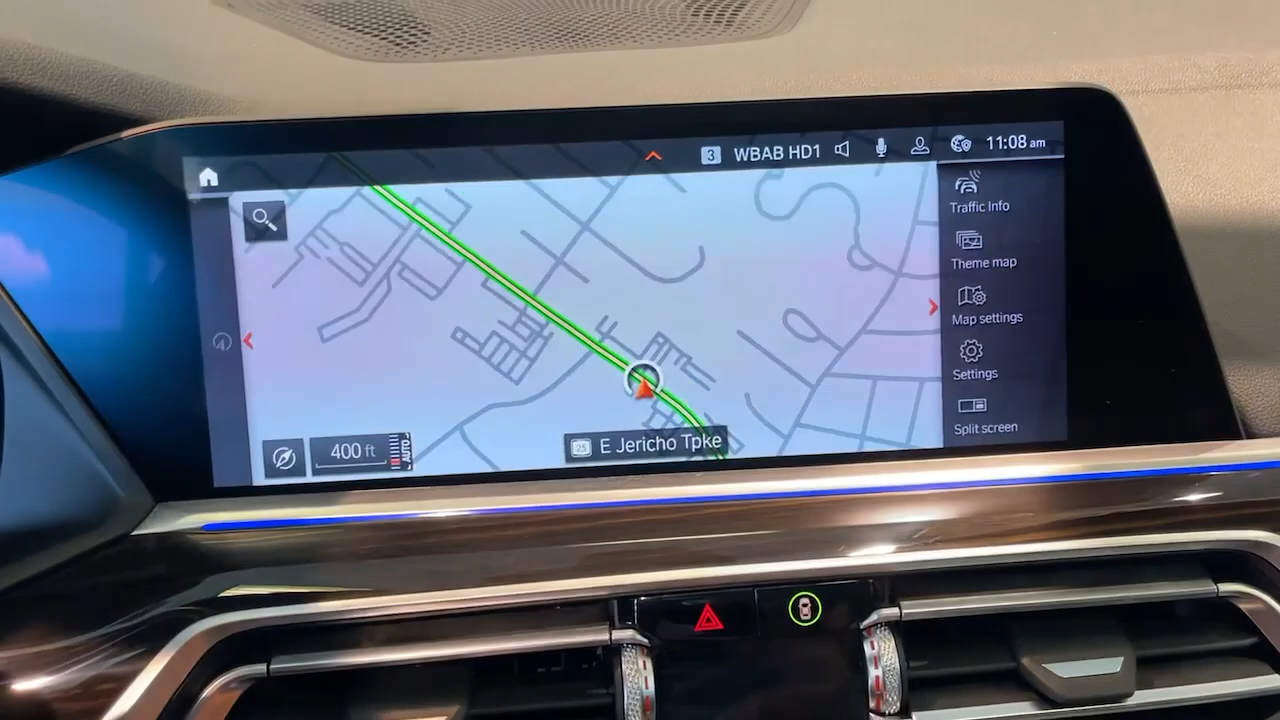 3 WBAB HD1 11:08 am
Traffic Info
Theme map
Map settings
Settings
Split screen
400 ft AUTO
25 E Jericho Tpke